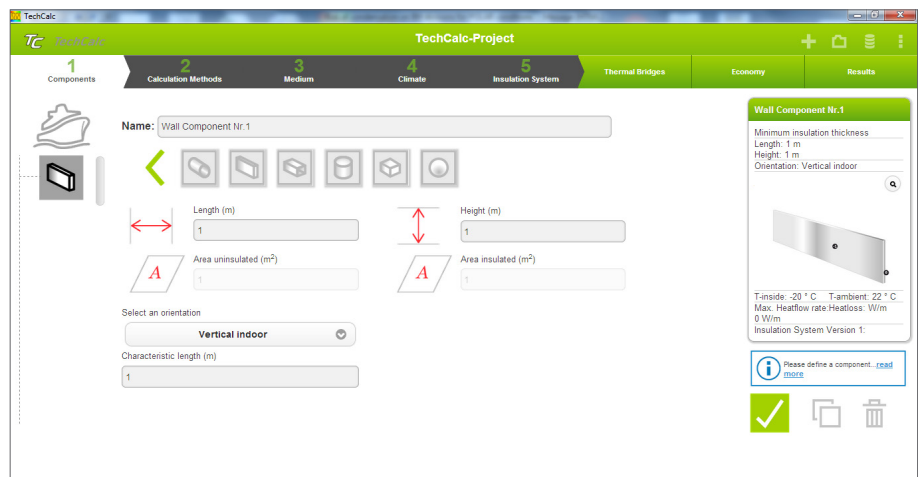 TechCalc
TC TechCalc
TechCalc-Project
1 2 3 4 5
Components Calculation Methods Medium Climate Insulation System Thermal Bridges Economy Results
Name: Wall Component Nr.1
Length (m) Height (m)
1 1
Area uninsulated (m²) Area insulated (m²)
A 1 A 1
Select an orientation
Vertical indoor
Characteristic length (m)
1
Wall Component Nr.1
Minimum insulation thickness
Length: 1 m
Height: 1 m
Orientation: Vertical indoor
T-inside: -20 ° C T-ambient: 22 ° C
Max. Heatflow rate:Heatloss: W/m
0 W/m
Insulation System Version 1:
Please define a component...read
more